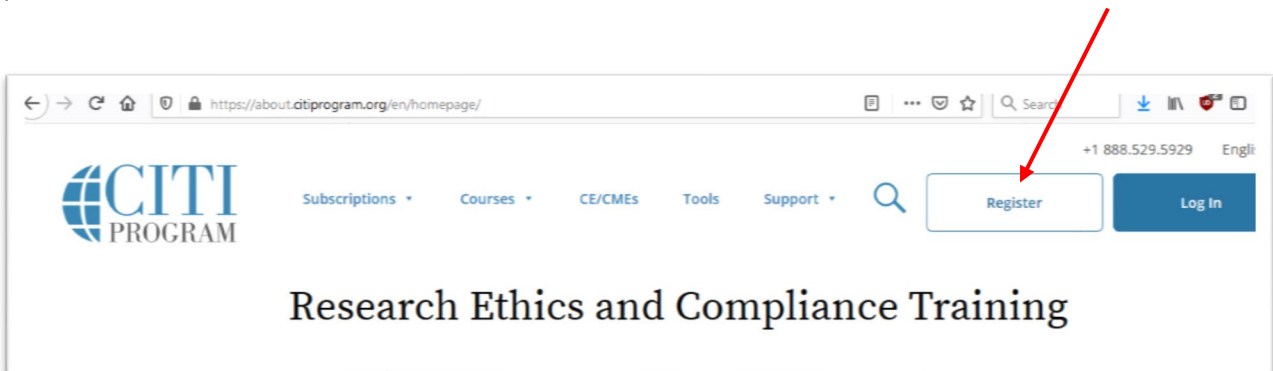 https://about.citiprogram.org/en/homepage/
Search
+1 888.529.5929 Englis
CITI
PROGRAM
Subscriptions Courses CE/CMEs Tools Support Register Log In
Research Ethics and Compliance Training